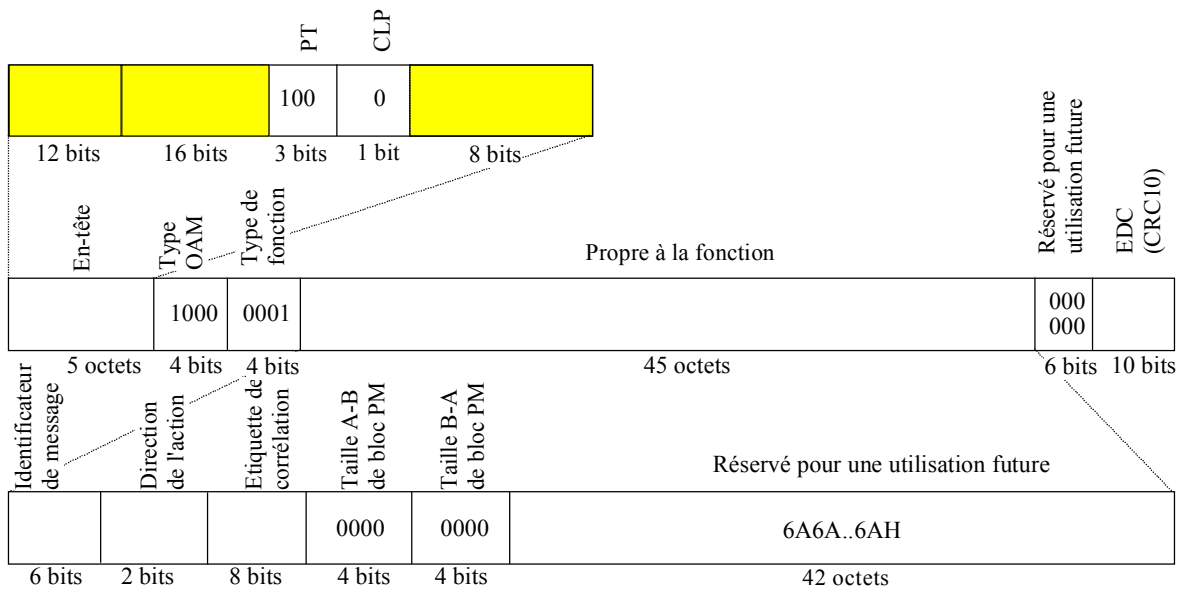 PT
CLP
100
0
12 bits
16 bits
3 bits
1 bit
8 bits
En-tête
Type
OAM
Type de
fonction
Propre à la fonction
Réservé pour une
utilisation future
EDC
(CRC10)
1000
0001
000
000
5 octets
4 bits
4 bits
45 octets
6 bits
10 bits
Identificateur
de message
Direction
de l'action
Etiquette de
corrélation
Taille A-B
de bloc PM
Taille B-A
de bloc PM
Réservé pour une utilisation future
0000
0000
6A6A..6AH
6 bits
2 bits
8 bits
4 bits
4 bits
42 octets